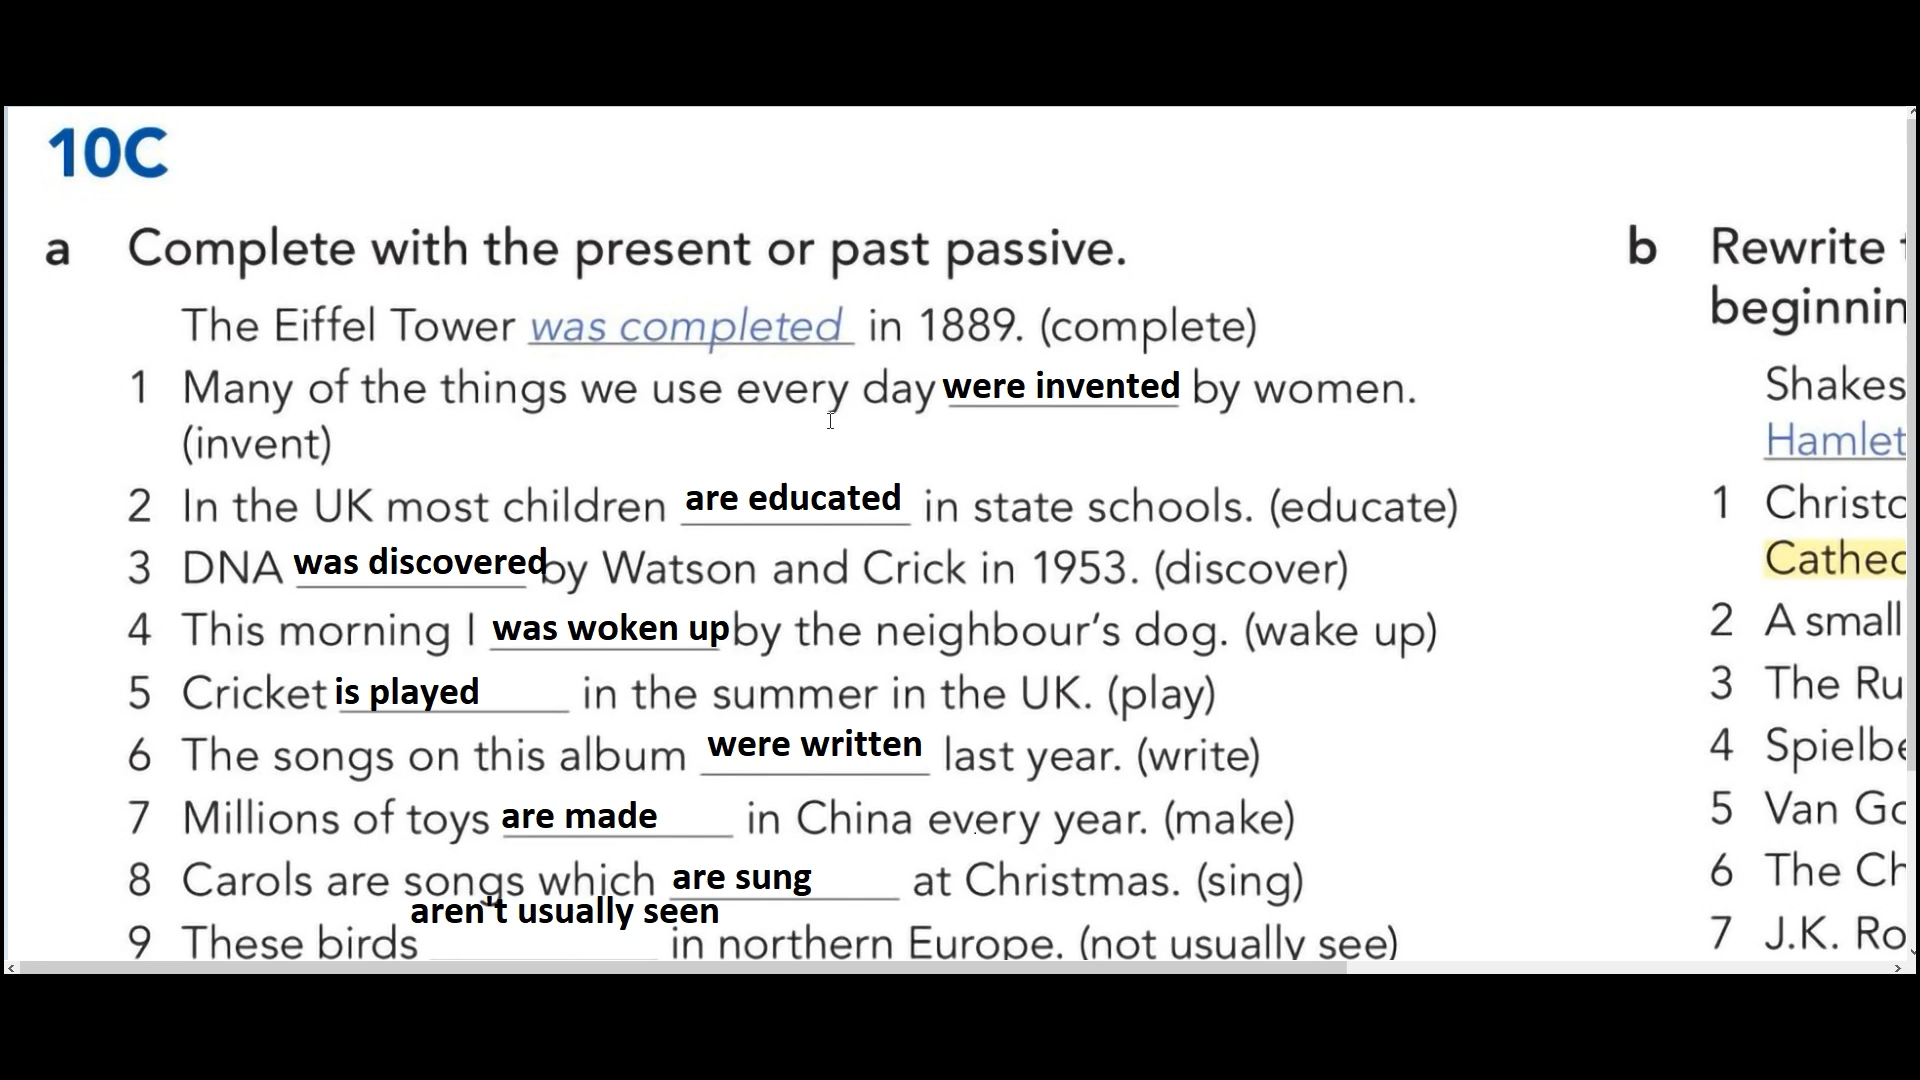 10C
a Complete with the present or past passive.
The Eiffel Tower was completed in 1889. (complete)
1 Many of the things we use every day were invented by women.
(invent)
2 In the UK most children are educated in state schools. (educate)
3 DNA was discovered by Watson and Crick in 1953. (discover)
4 This morning I was woken up by the neighbour's dog. (wake up)
5 Cricket is played in the summer in the UK. (play)
6 The songs on this album were written last year. (write)
7 Millions of toys are made in China every year. (make)
8 Carols are songs which are sung at Christmas. (sing)
9 These birds aren't usually seen in northern Europe. (not usually see)
b Rewrite
beginnin
Shakes
Hamlet
1 Christo
Cathed
2 A small
3 The Ru
4 Spielbe
5 Van Go
6 The Ch
7 J.K. Ro